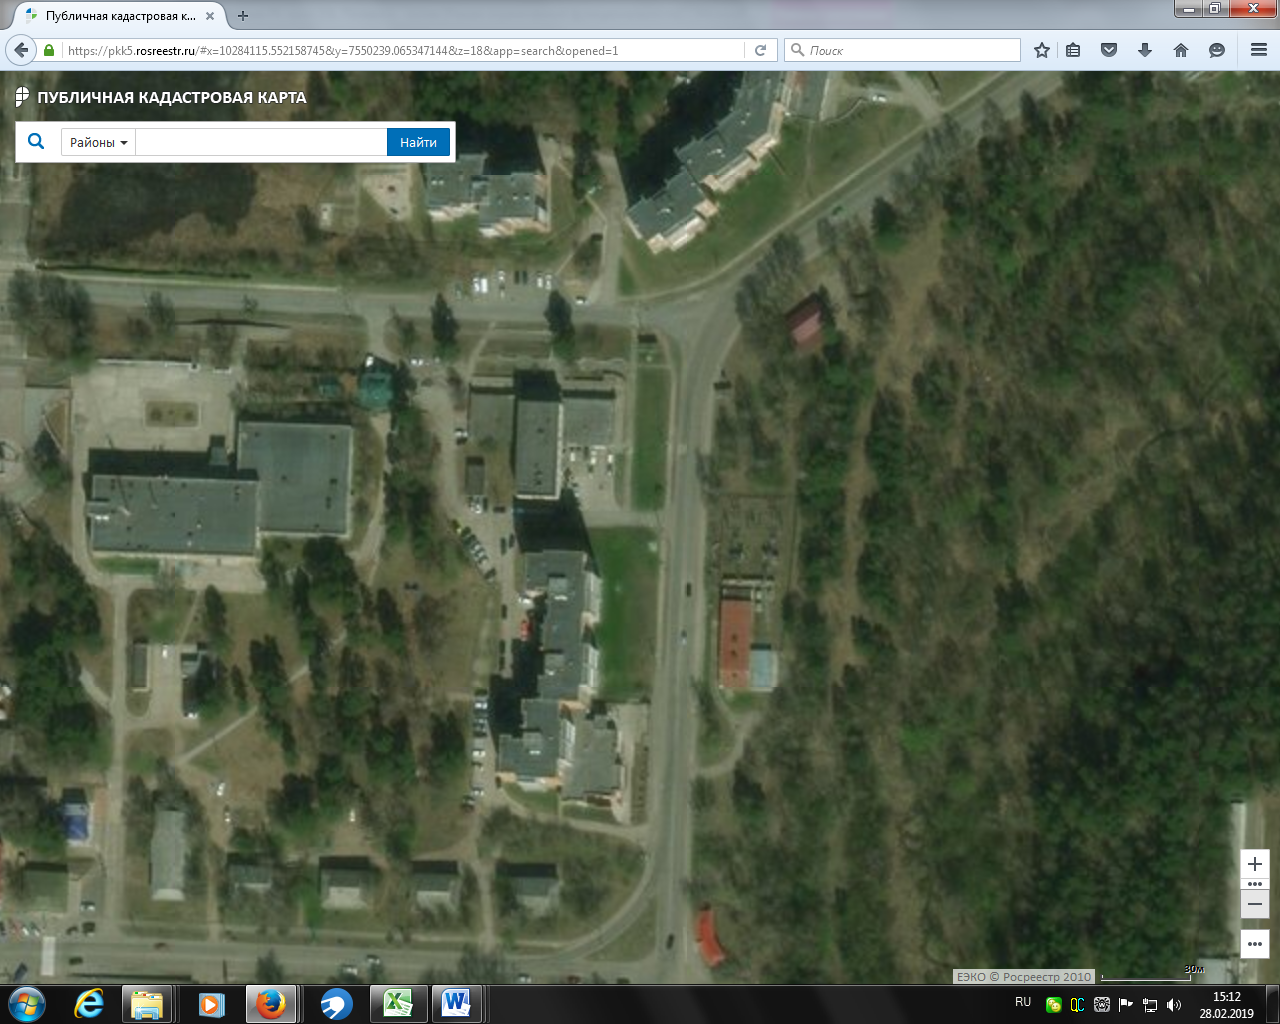 Публичная кадастровая к...
https://pkk5.rosreestr.ru/#x=10284115.552158745&y=7550239.065347144&z=18&app=search&opened=1
Поиск
ПУБЛИЧНАЯ КАДАСТРОВАЯ КАРТА
Районы
Найти
ЕЭКО © Росреестр 2010
30м
RU
15:12
28.02.2019